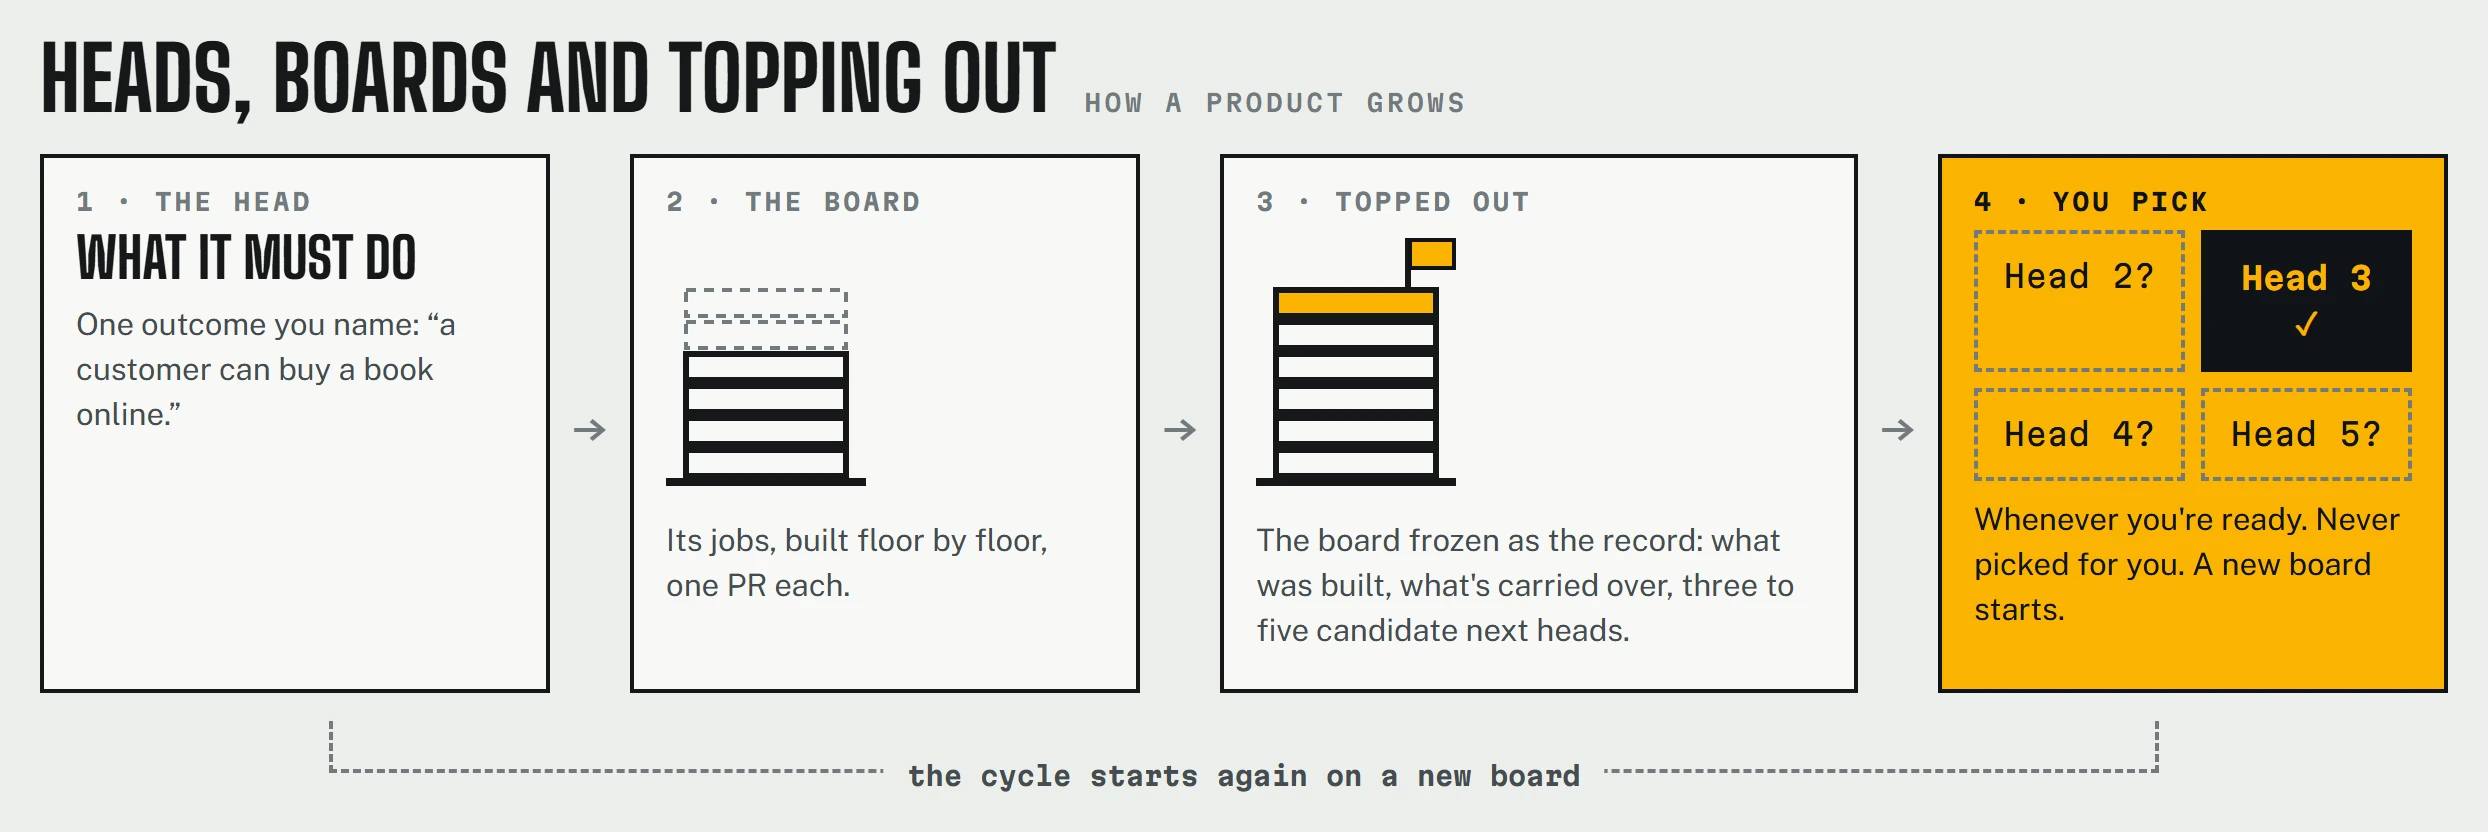 HEADS, BOARDS AND TOPPING OUT HOW A PRODUCT GROWS
1 · THE HEAD
WHAT IT MUST DO
One outcome you name: “a
customer can buy a book
online.”
→
2 · THE BOARD
Its jobs, built floor by floor,
one PR each.
→
3 · TOPPED OUT
The board frozen as the record: what
was built, what's carried over, three to
five candidate next heads.
→
4 · YOU PICK
Head 2?
Head 3
✓
Head 4?
Head 5?
Whenever you're ready. Never
picked for you. A new board
starts.
the cycle starts again on a new board